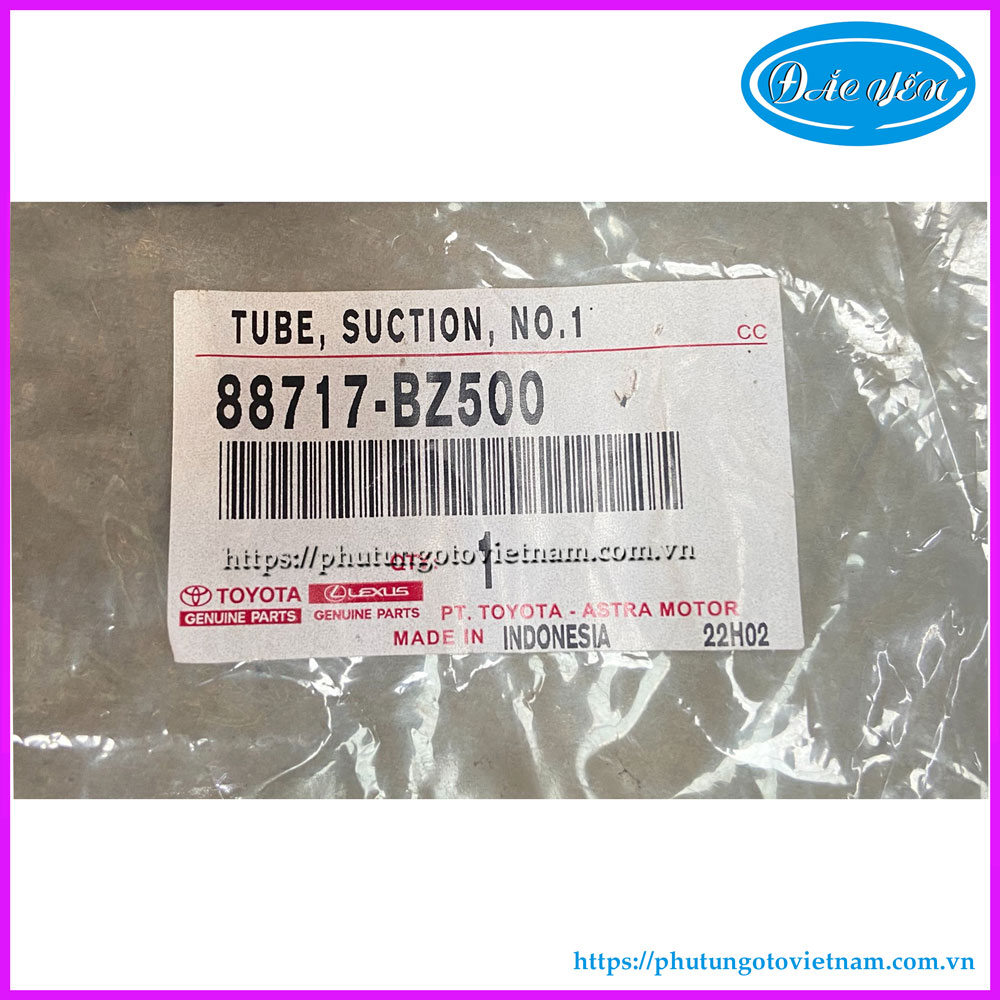 ĐẮC YẾN
TUBE, SUCTION, NO.1
CC
88717-BZ500
https://phutungotovietnam.com.vn
QTY. 1
TOYOTA LEXUS
GENUINE PARTS GENUINE PARTS PT. TOYOTA - ASTRA MOTOR
MADE IN INDONESIA 22H02
https://phutungotovietnam.com.vn